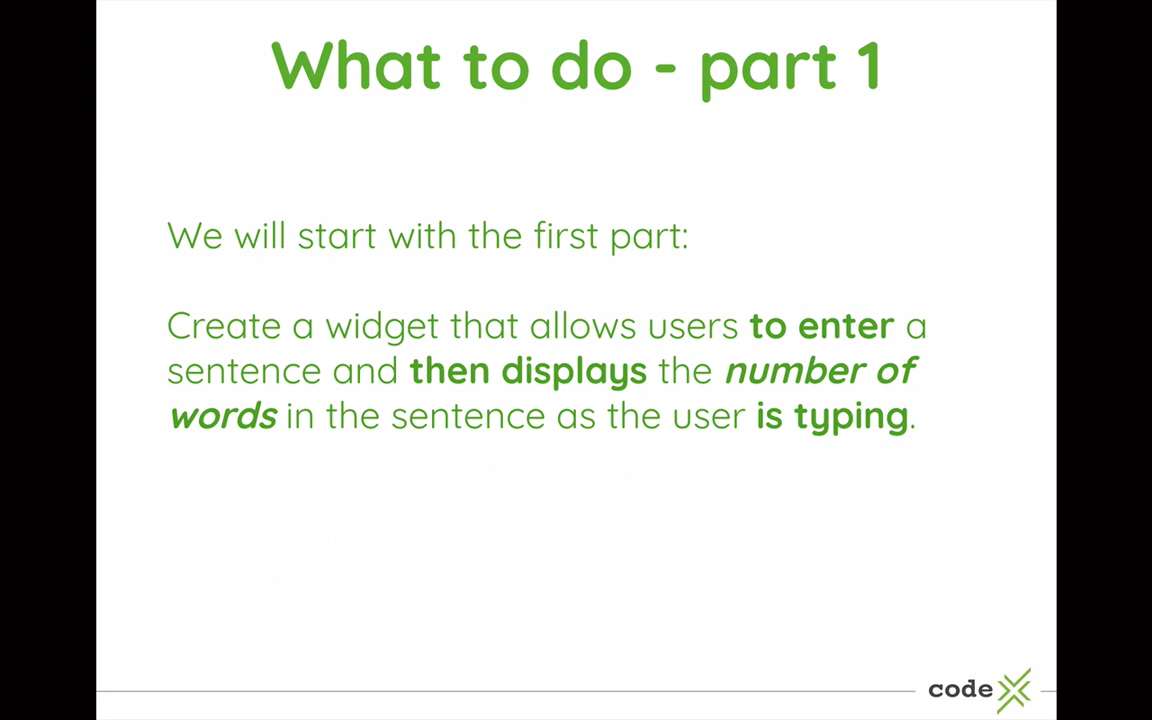 What to do - part 1
We will start with the first part:
Create a widget that allows users to enter a
sentence and then displays the number of
words in the sentence as the user is typing.
code